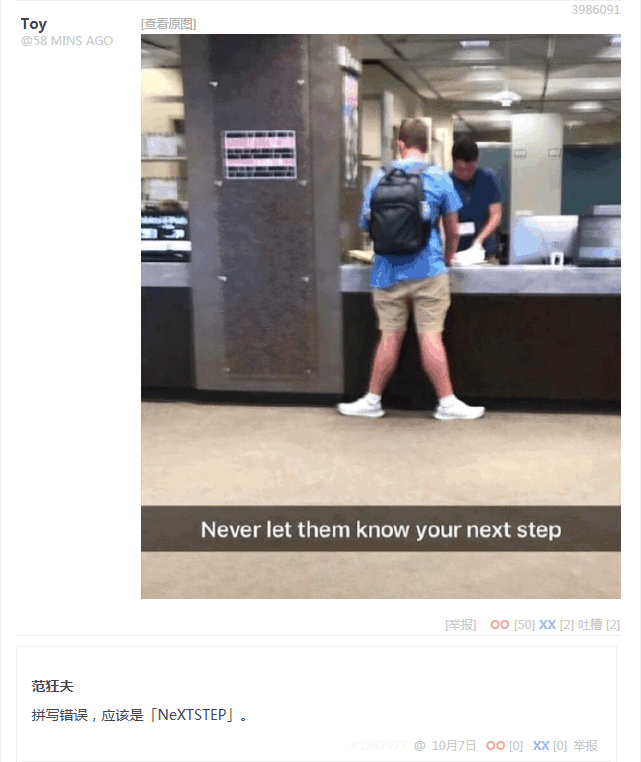 3986091
Toy
@58 MINS AGO
[查看原图]
Never let them know your next step
[举报] OO [50] XX [2] 吐槽 [2]
范狂夫
拼写错误，应该是「NeXTSTEP」。
#3267977 @ 10月7日 OO [0] XX [0] 举报